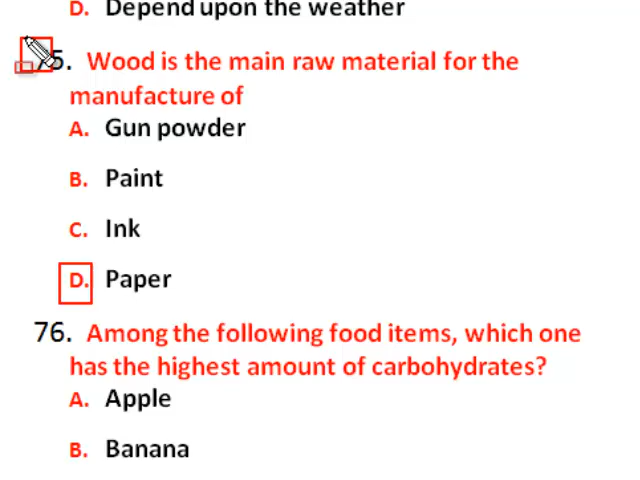 D. Depend upon the weather
75. Wood is the main raw material for the
manufacture of
A. Gun powder
B. Paint
C. Ink
D. Paper
76. Among the following food items, which one
has the highest amount of carbohydrates?
A. Apple
B. Banana